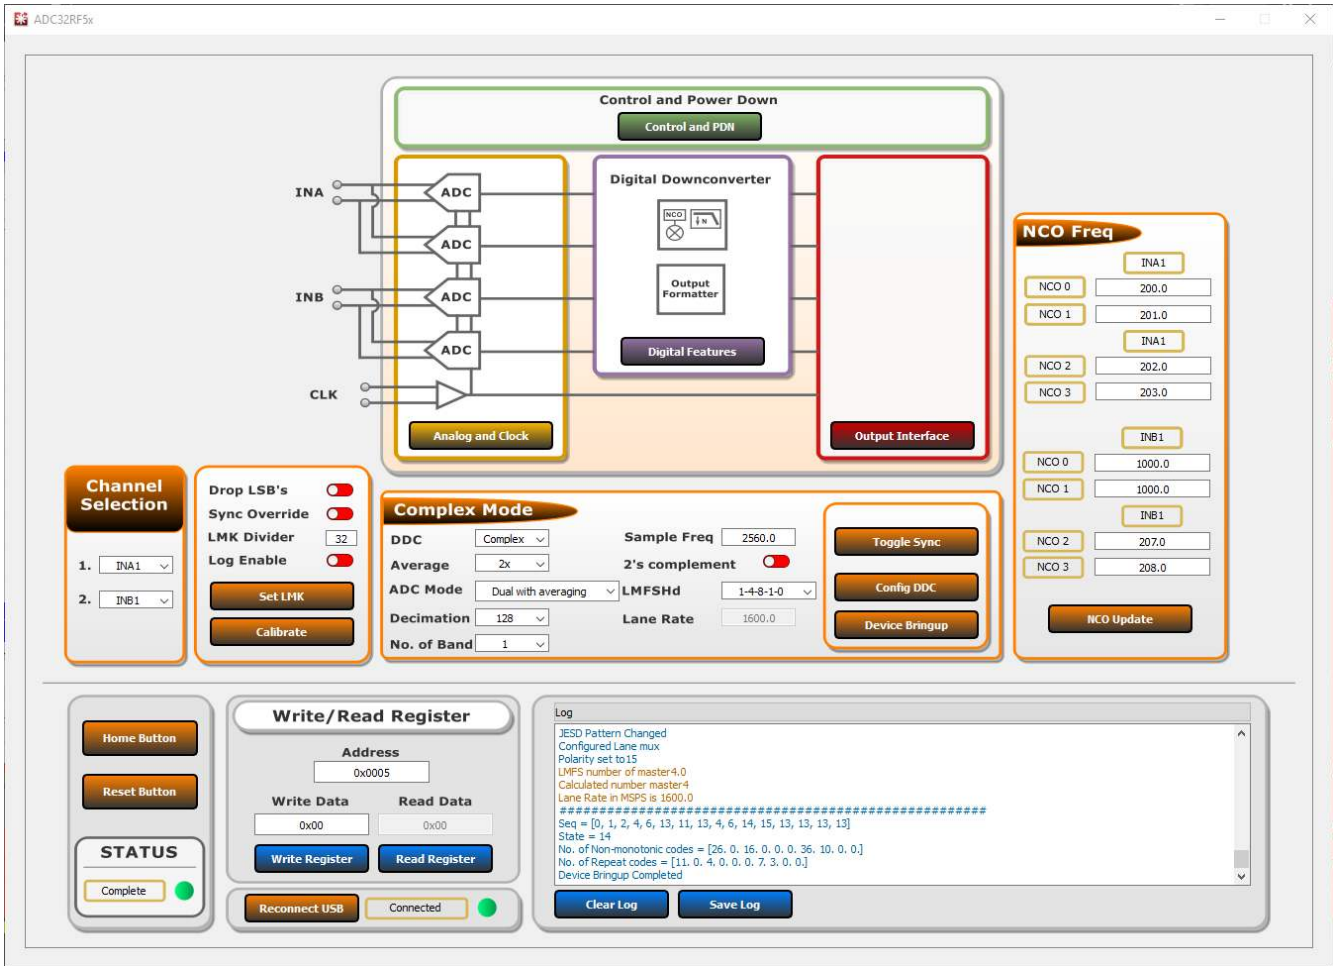 ADC32RF5x
Control and Power Down
Control and PDN
INA
ADC
ADC
INB
ADC
ADC
CLK
Analog and Clock
Digital Downconverter
NCO
↓N
Output
Formatter
Digital Features
Output Interface
NCO Freq
INA1
NCO 0 200.0
NCO 1 201.0
INA1
NCO 2 202.0
NCO 3 203.0
INB1
NCO 0 1000.0
NCO 1 1000.0
INB1
NCO 2 207.0
NCO 3 208.0
NCO Update
Channel
Selection
1. INA1
2. INB1
Drop LSB's
Sync Override
LMK Divider 32
Log Enable
Set LMK
Calibrate
Complex Mode
DDC Complex
Average 2x
ADC Mode Dual with averaging
Decimation 128
No. of Band 1
Sample Freq 2560.0
2's complement
LMFSHd 1-4-8-1-0
Lane Rate 1600.0
Toggle Sync
Config DDC
Device Bringup
Home Button
Reset Button
STATUS
Complete
Write/Read Register
Address
0x0005
Write Data Read Data
0x00 0x00
Write Register Read Register
Reconnect USB Connected
Log
JESD Pattern Changed
Configured Lane mux
Polarity set to15
LMFS number of master4.0
Calculated number master4
Lane Rate in MSPS is 1600.0
#######################################################
Seq = [0, 1, 2, 4, 6, 13, 11, 13, 4, 6, 14, 15, 13, 13, 13, 13]
State = 14
No. of Non-monotonic codes = [26. 0. 16. 0. 0. 0. 36. 10. 0. 0.]
No. of Repeat codes = [11. 0. 4. 0. 0. 0. 7. 3. 0. 0.]
Device Bringup Completed
Clear Log Save Log